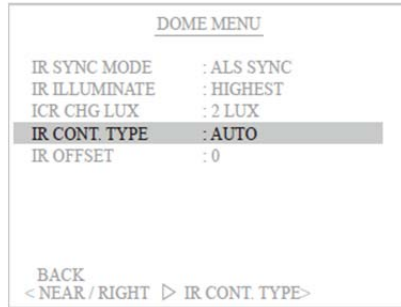 DOME MENU
IR SYNC MODE : ALS SYNC
IR ILLUMINATE : HIGHEST
ICR CHG LUX : 2 LUX
IR CONT. TYPE : AUTO
IR OFFSET : 0
BACK
< NEAR / RIGHT ▷ IR CONT. TYPE>